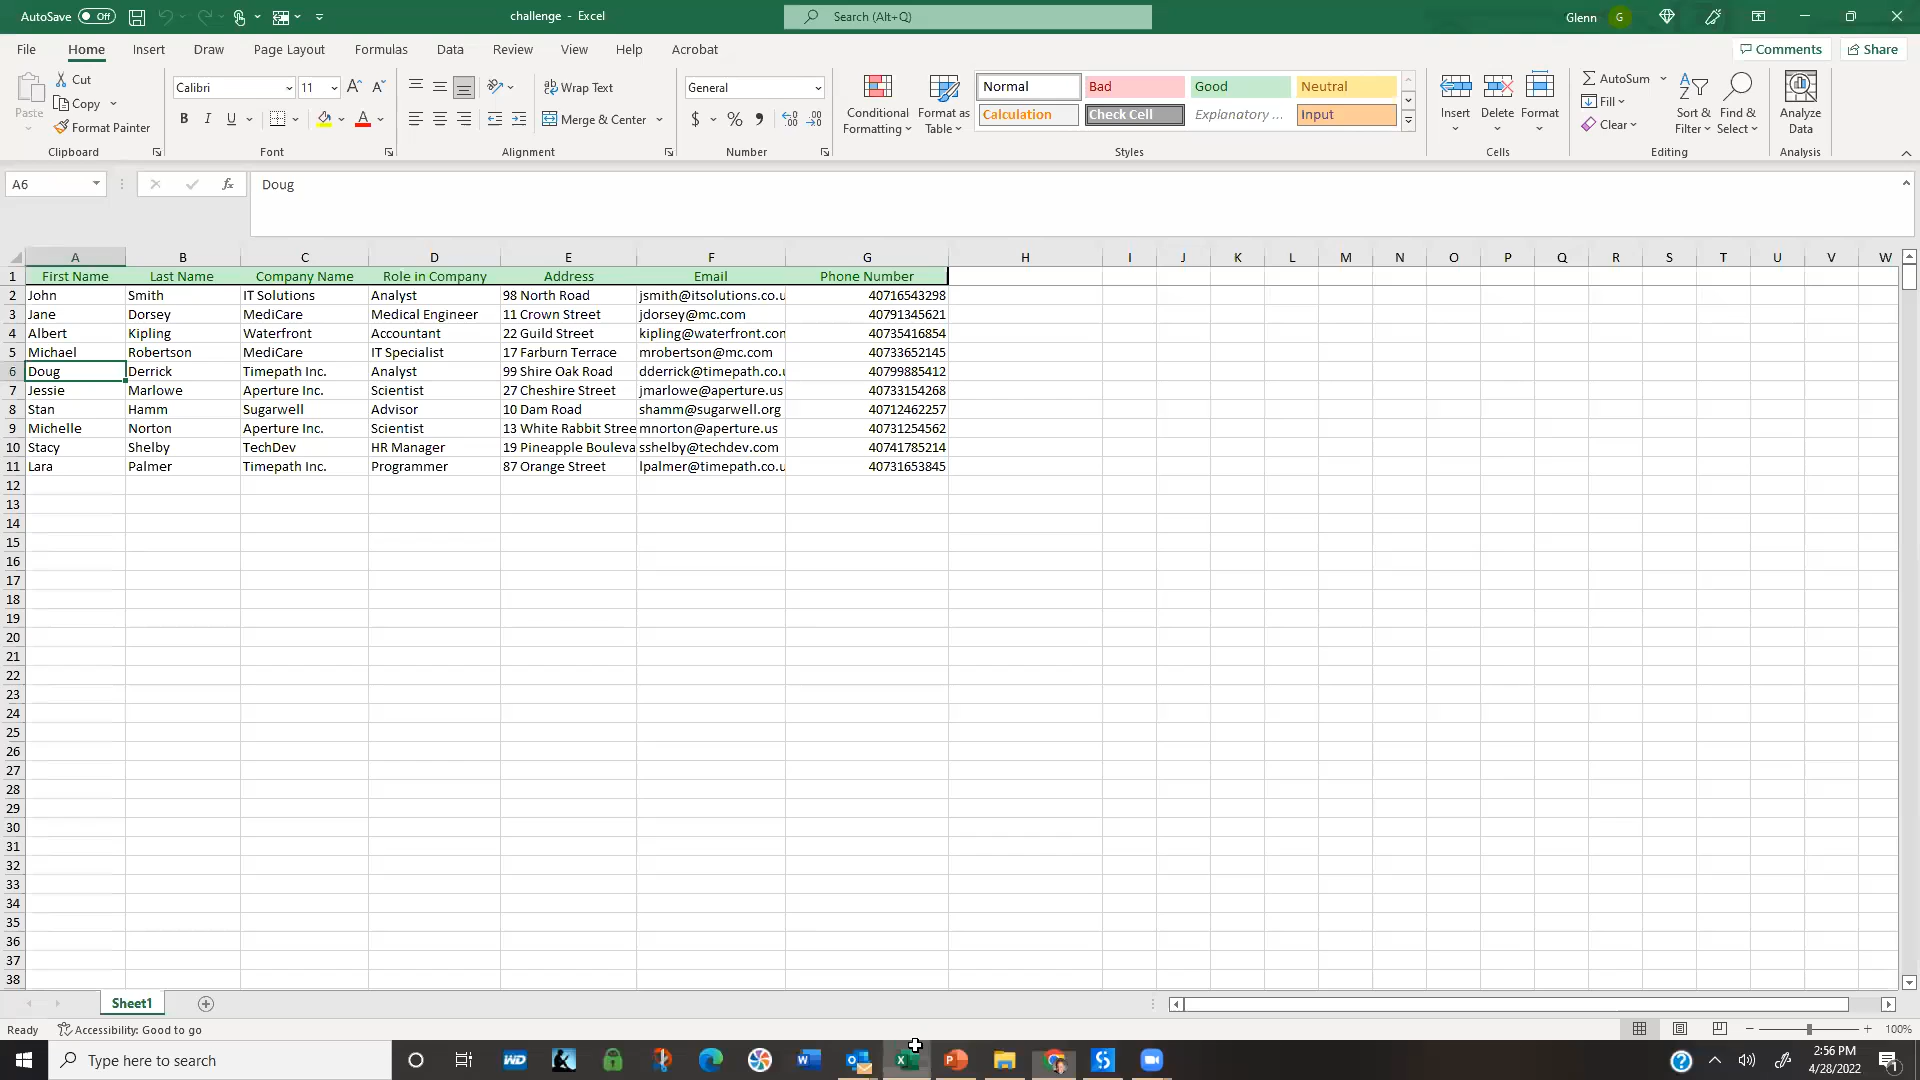 AutoSave Off challenge - Excel Search (Alt+Q) Glenn G
File Home Insert Draw Page Layout Formulas Data Review View Help Acrobat Comments Share
Paste Cut Copy Format Painter Clipboard
Calibri 11 A^ A˅ B I U A Font
Wrap Text Merge & Center Alignment
General $ % 9 Number
Conditional Formatting Format as Table
Normal Bad Good Neutral
Calculation Check Cell Explanatory ... Input
Styles
Insert Delete Format Cells
AutoSum Fill Clear Sort & Filter Find & Select Editing
Analyze Data Analysis
A6 fx Doug
A B C D E F G H I J K L M N O P Q R S T U V W
1 First Name Last Name Company Name Role in Company Address Email Phone Number
2 John Smith IT Solutions Analyst 98 North Road jsmith@itsolutions.co.u 40716543298
3 Jane Dorsey MediCare Medical Engineer 11 Crown Street jdorsey@mc.com 40791345621
4 Albert Kipling Waterfront Accountant 22 Guild Street kipling@waterfront.com 40735416854
5 Michael Robertson MediCare IT Specialist 17 Farburn Terrace mrobertson@mc.com 40733652145
6 Doug Derrick Timepath Inc. Analyst 99 Shire Oak Road dderrick@timepath.co.u 40799885412
7 Jessie Marlowe Aperture Inc. Scientist 27 Cheshire Street jmarlowe@aperture.us 40733154268
8 Stan Hamm Sugarwell Advisor 10 Dam Road shamm@sugarwell.org 40712462257
9 Michelle Norton Aperture Inc. Scientist 13 White Rabbit Stree mnorton@aperture.us 40731254562
10 Stacy Shelby TechDev HR Manager 19 Pineapple Bouleva sshelby@techdev.com 40741785214
11 Lara Palmer Timepath Inc. Programmer 87 Orange Street lpalmer@timepath.co.u 40731653845
12
13
14
15
16
17
18
19
20
21
22
23
24
25
26
27
28
29
30
31
32
33
34
35
36
37
38
Sheet1
Ready Accessibility: Good to go 100%
Type here to search
2:56 PM
4/28/2022